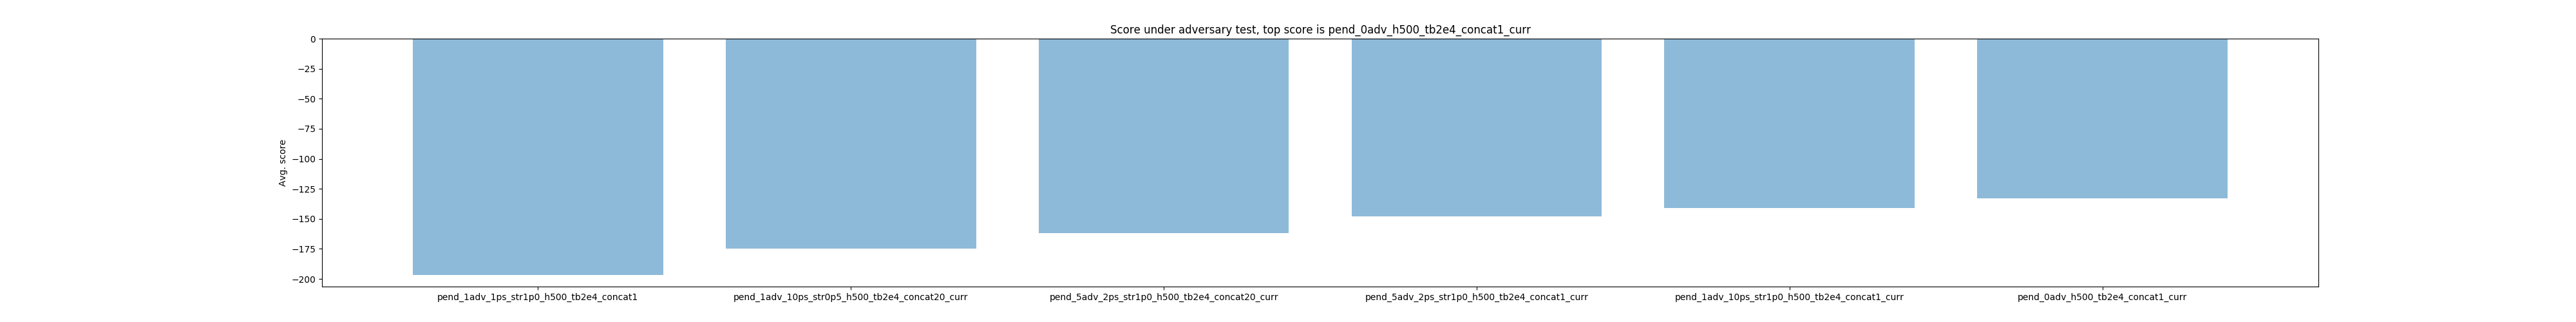 Score under adversary test, top score is pend_0adv_h500_tb2e4_concat1_curr
Avg. score
0
−25
−50
−75
−100
−125
−150
−175
−200
pend_1adv_1ps_str1p0_h500_tb2e4_concat1
pend_1adv_10ps_str0p5_h500_tb2e4_concat20_curr
pend_5adv_2ps_str1p0_h500_tb2e4_concat20_curr
pend_5adv_2ps_str1p0_h500_tb2e4_concat1_curr
pend_1adv_10ps_str1p0_h500_tb2e4_concat1_curr
pend_0adv_h500_tb2e4_concat1_curr